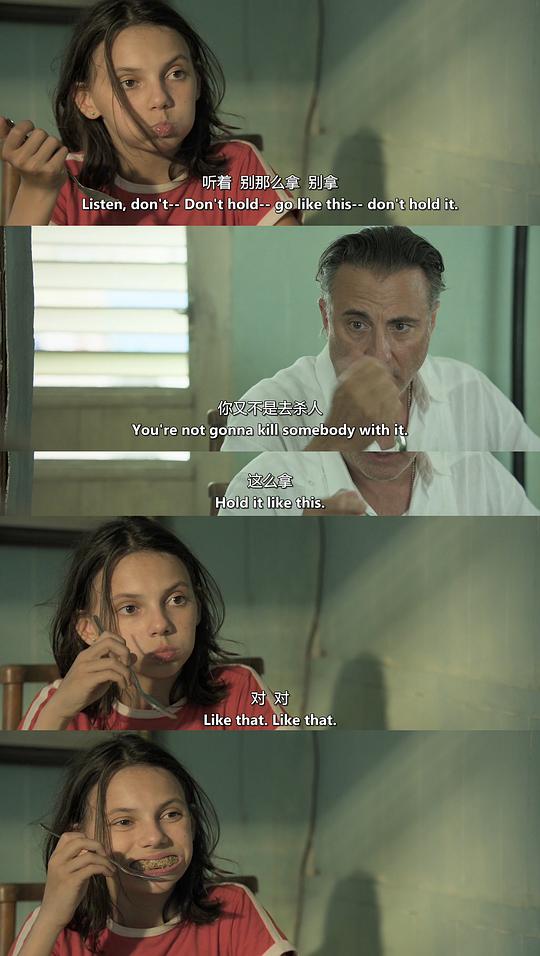 听着 别那么拿 别拿
Listen, don't-- Don't hold-- go like this-- don't hold it.
你又不是去杀人
You're not gonna kill somebody with it.
这么拿
Hold it like this.
对 对
Like that. Like that.